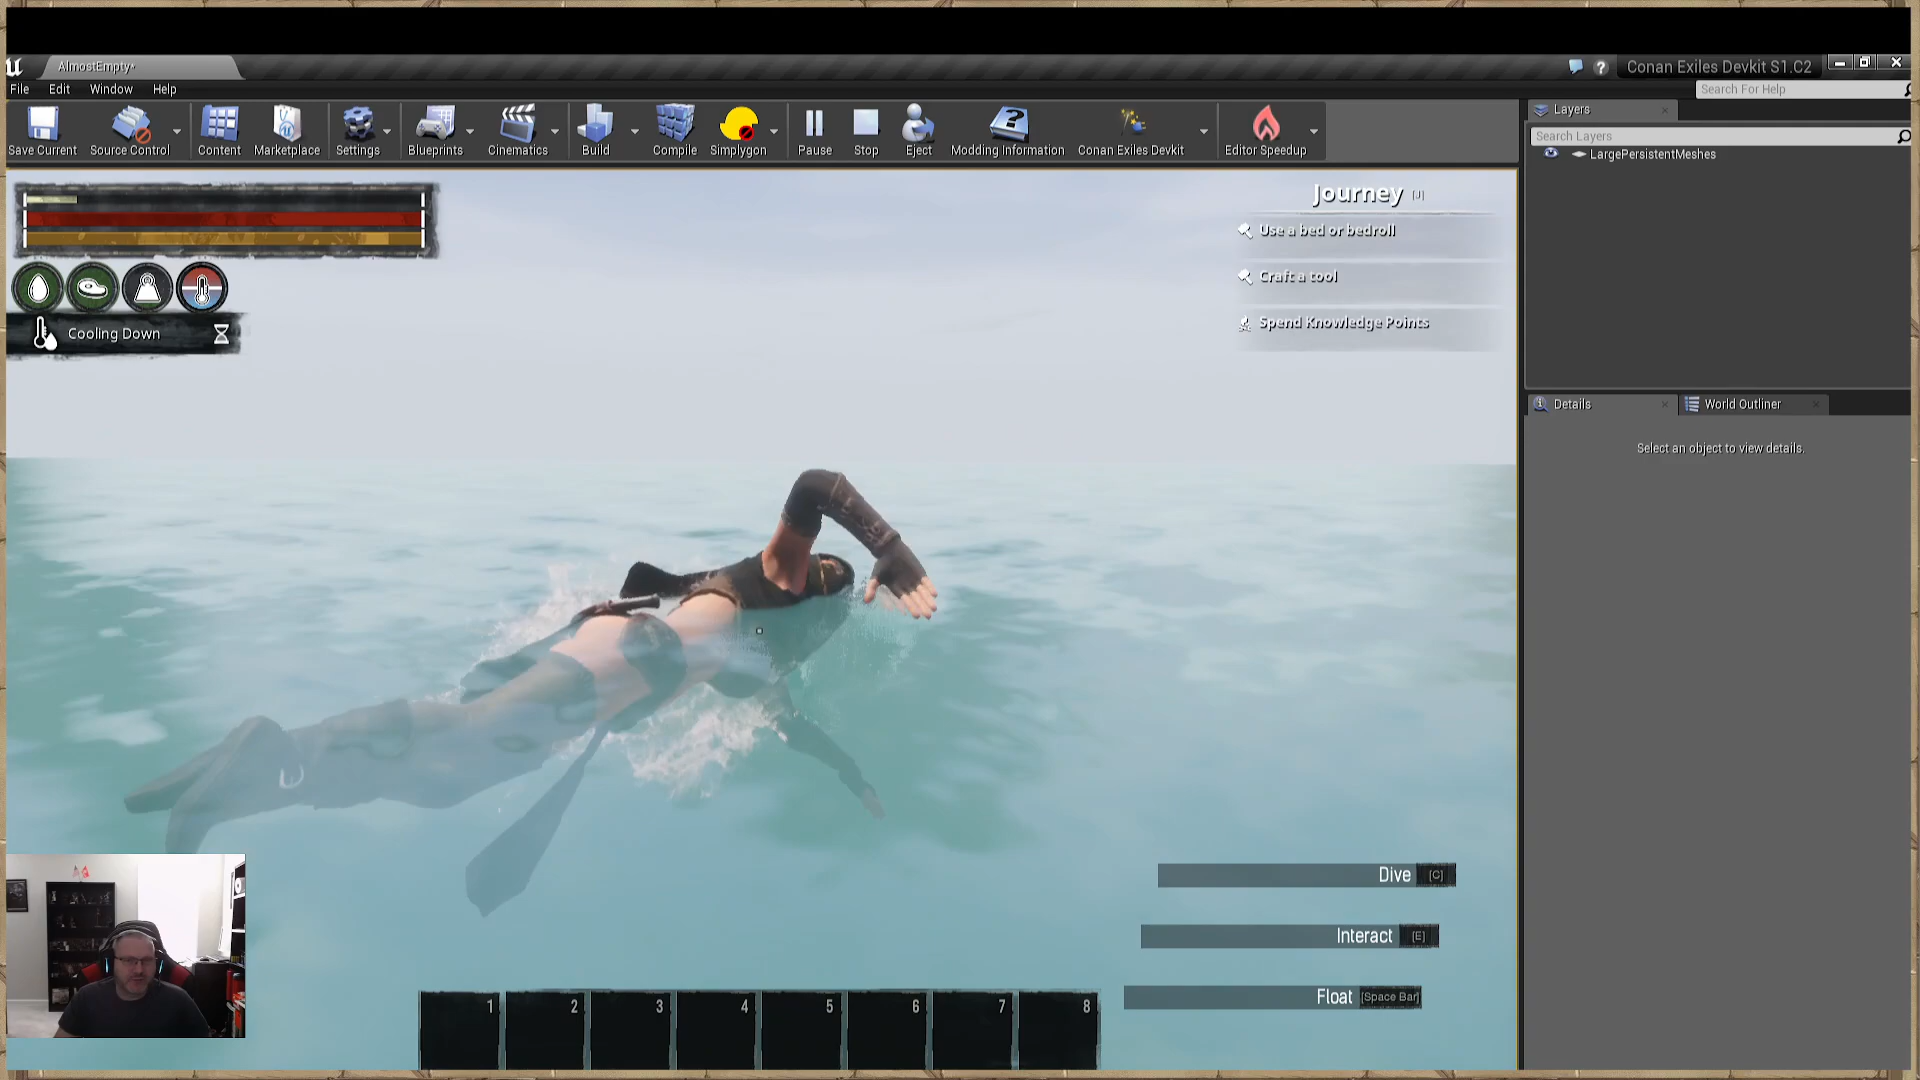 AlmostEmpty*
Conan Exiles Devkit S1.C2
File Edit Window Help
Search For Help
Save Current Source Control Content Marketplace Settings Blueprints Cinematics Build Compile Simplygon Pause Stop Eject Modding Information Conan Exiles Devkit Editor Speedup
Layers
Search Layers
LargePersistentMeshes
Details World Outliner
Select an object to view details.
Journey [J]
Use a bed or bedroll
Craft a tool
Spend Knowledge Points
Cooling Down
Dive [C]
Interact [E]
Float [Space Bar]
1 2 3 4 5 6 7 8